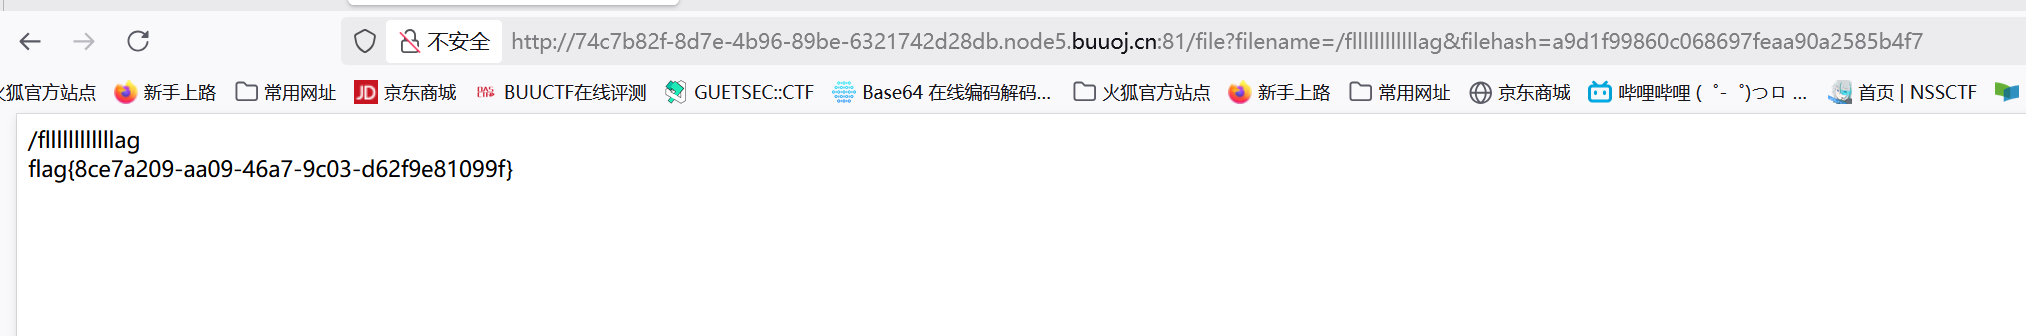 不安全 http://74c7b82f-8d7e-4b96-89be-6321742d28db.node5.buuoj.cn:81/file?filename=/fllllllllllllag&filehash=a9d1f99860c068697feaa90a2585b4f7
火狐官方站点 新手上路 常用网址 JD 京东商城 BUUCTF在线评测 GUETSEC::CTF Base64 在线编码解码... 火狐官方站点 新手上路 常用网址 京东商城 哔哩哔哩 ( ゜- ゜)つロ ... 首页 | NSSCTF
/fllllllllllllag
flag{8ce7a209-aa09-46a7-9c03-d62f9e81099f}